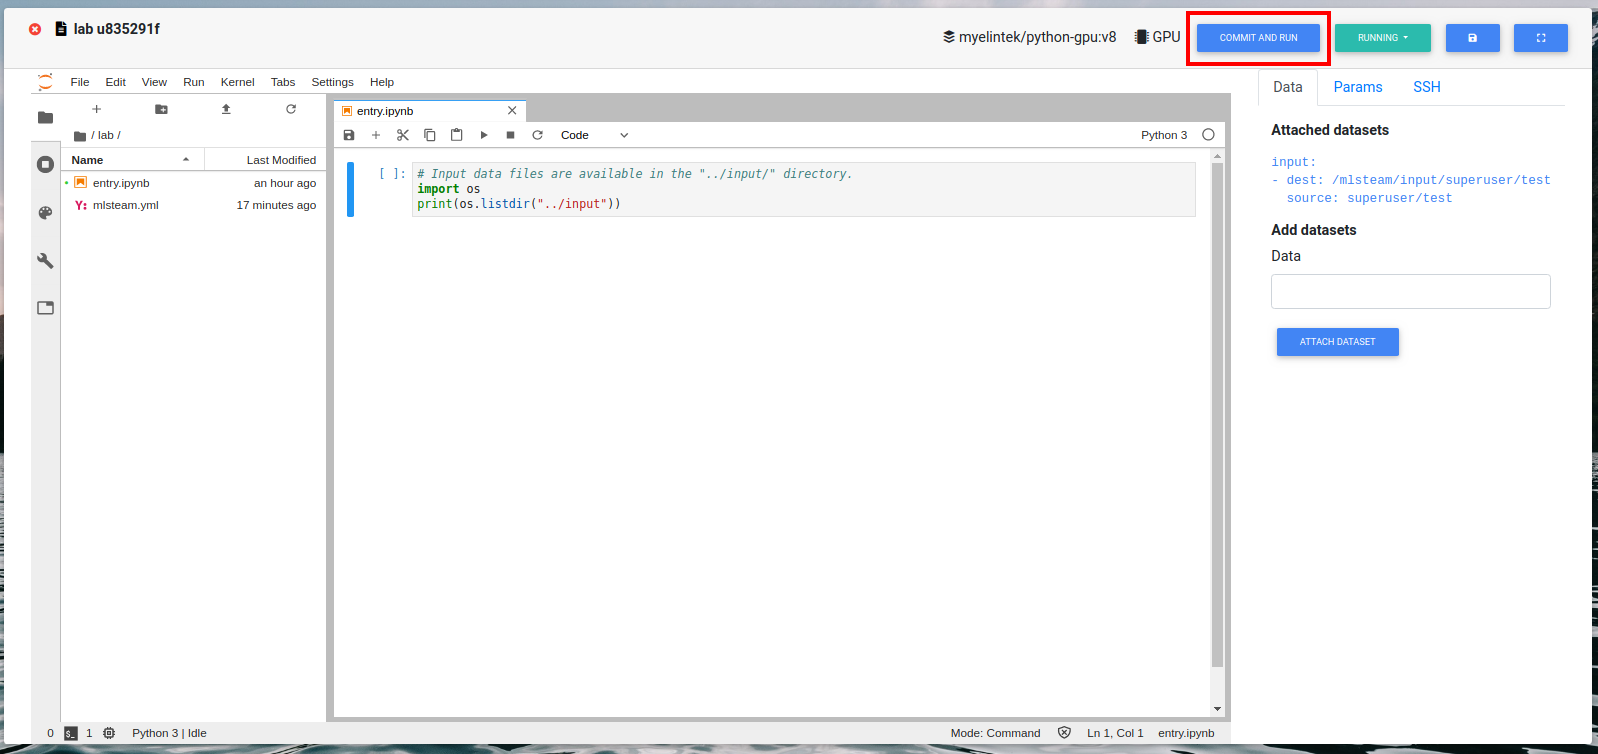 lab u835291f
myelintek/python-gpu:v8 GPU COMMIT AND RUN RUNNING
File Edit View Run Kernel Tabs Settings Help
/ lab /
Name Last Modified
entry.ipynb an hour ago
mlsteam.yml 17 minutes ago
entry.ipynb
Code Python 3
[ ]: # Input data files are available in the "../input/" directory.
import os
print(os.listdir("../input"))
Data Params SSH
Attached datasets
input:
- dest: /mlsteam/input/superuser/test
source: superuser/test
Add datasets
Data
ATTACH DATASET
0 $_ 1 Python 3 | Idle Mode: Command Ln 1, Col 1 entry.ipynb